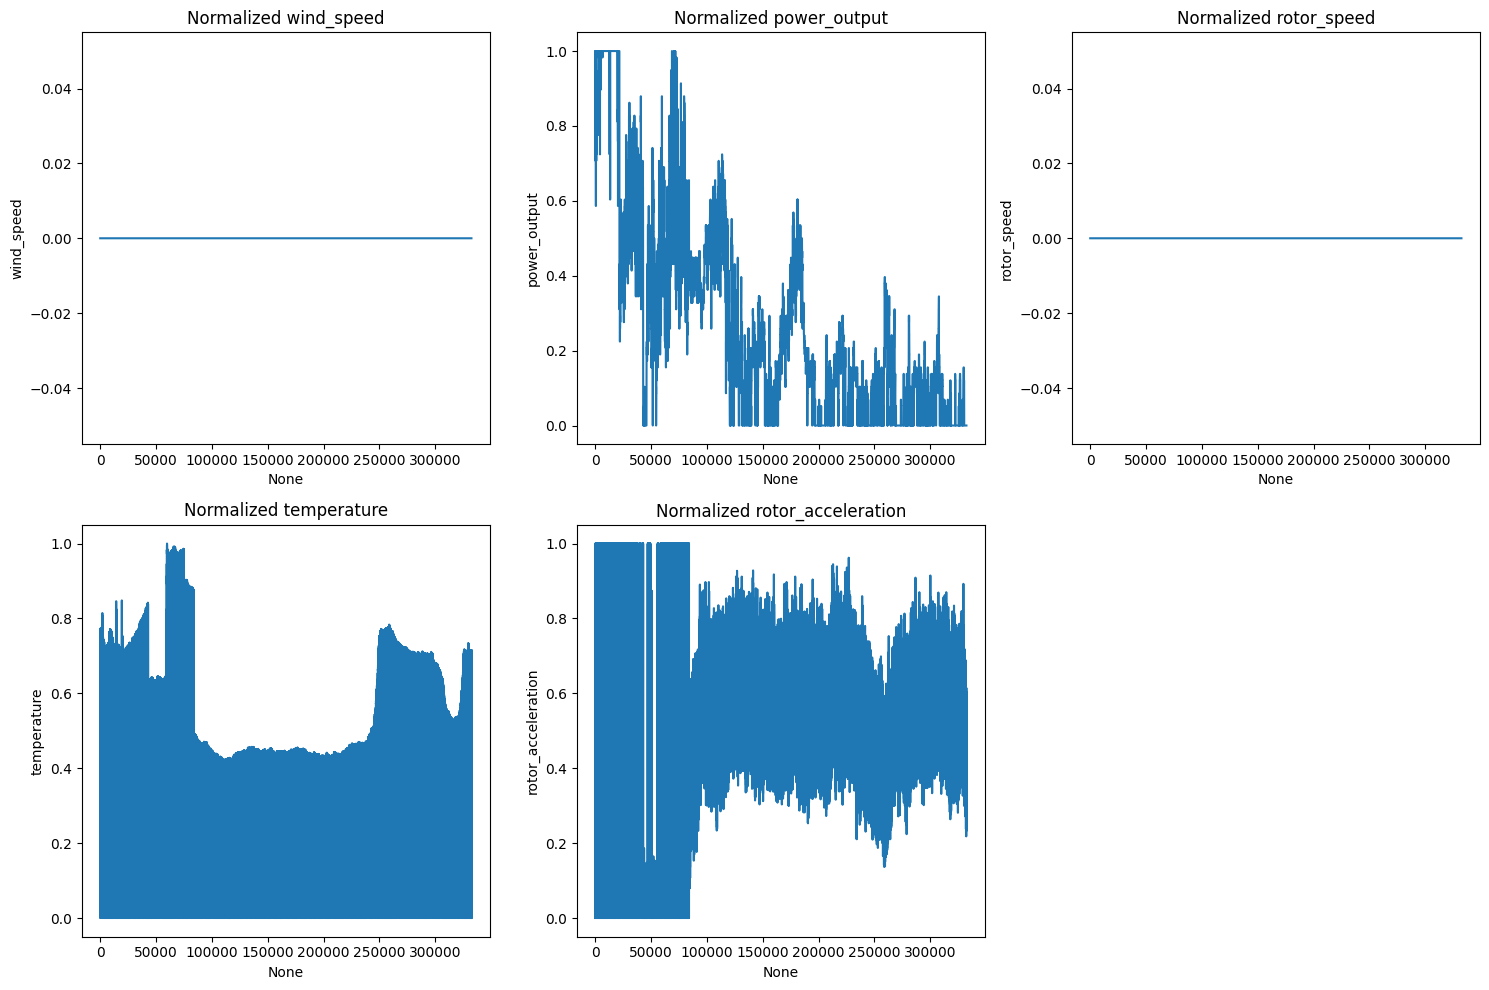 Normalized wind_speed
wind_speed
0.04
0.02
0.00
−0.02
−0.04
0 50000 100000 150000 200000 250000 300000
None
Normalized power_output
power_output
1.0
0.8
0.6
0.4
0.2
0.0
0 50000 100000 150000 200000 250000 300000
None
Normalized rotor_speed
rotor_speed
0.04
0.02
0.00
−0.02
−0.04
0 50000 100000 150000 200000 250000 300000
None
Normalized temperature
temperature
1.0
0.8
0.6
0.4
0.2
0.0
0 50000 100000 150000 200000 250000 300000
None
Normalized rotor_acceleration
rotor_acceleration
1.0
0.8
0.6
0.4
0.2
0.0
0 50000 100000 150000 200000 250000 300000
None